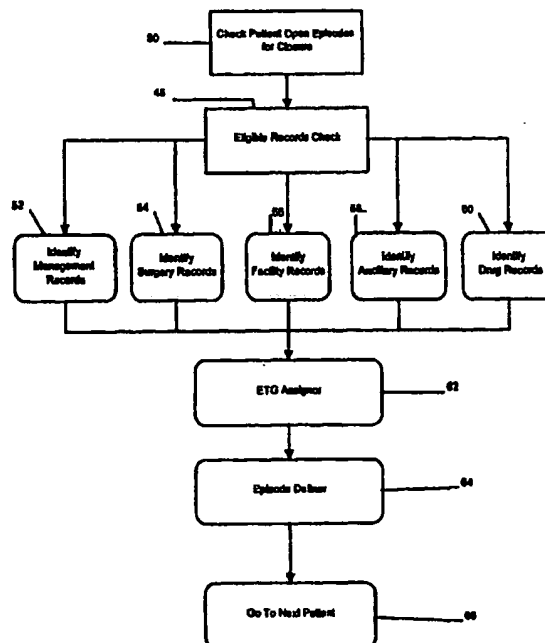 50
Check Patient Open Episodes
for Closure
48
Eligible Records Check
52
54
56
58
60
Identify
Management
Records
Identify
Surgery Records
Identify
Facility Records
Identify
Ancillary Records
Identify
Drug Records
ETG Assignor
62
Episode Definer
64
Go To Next Patient
66